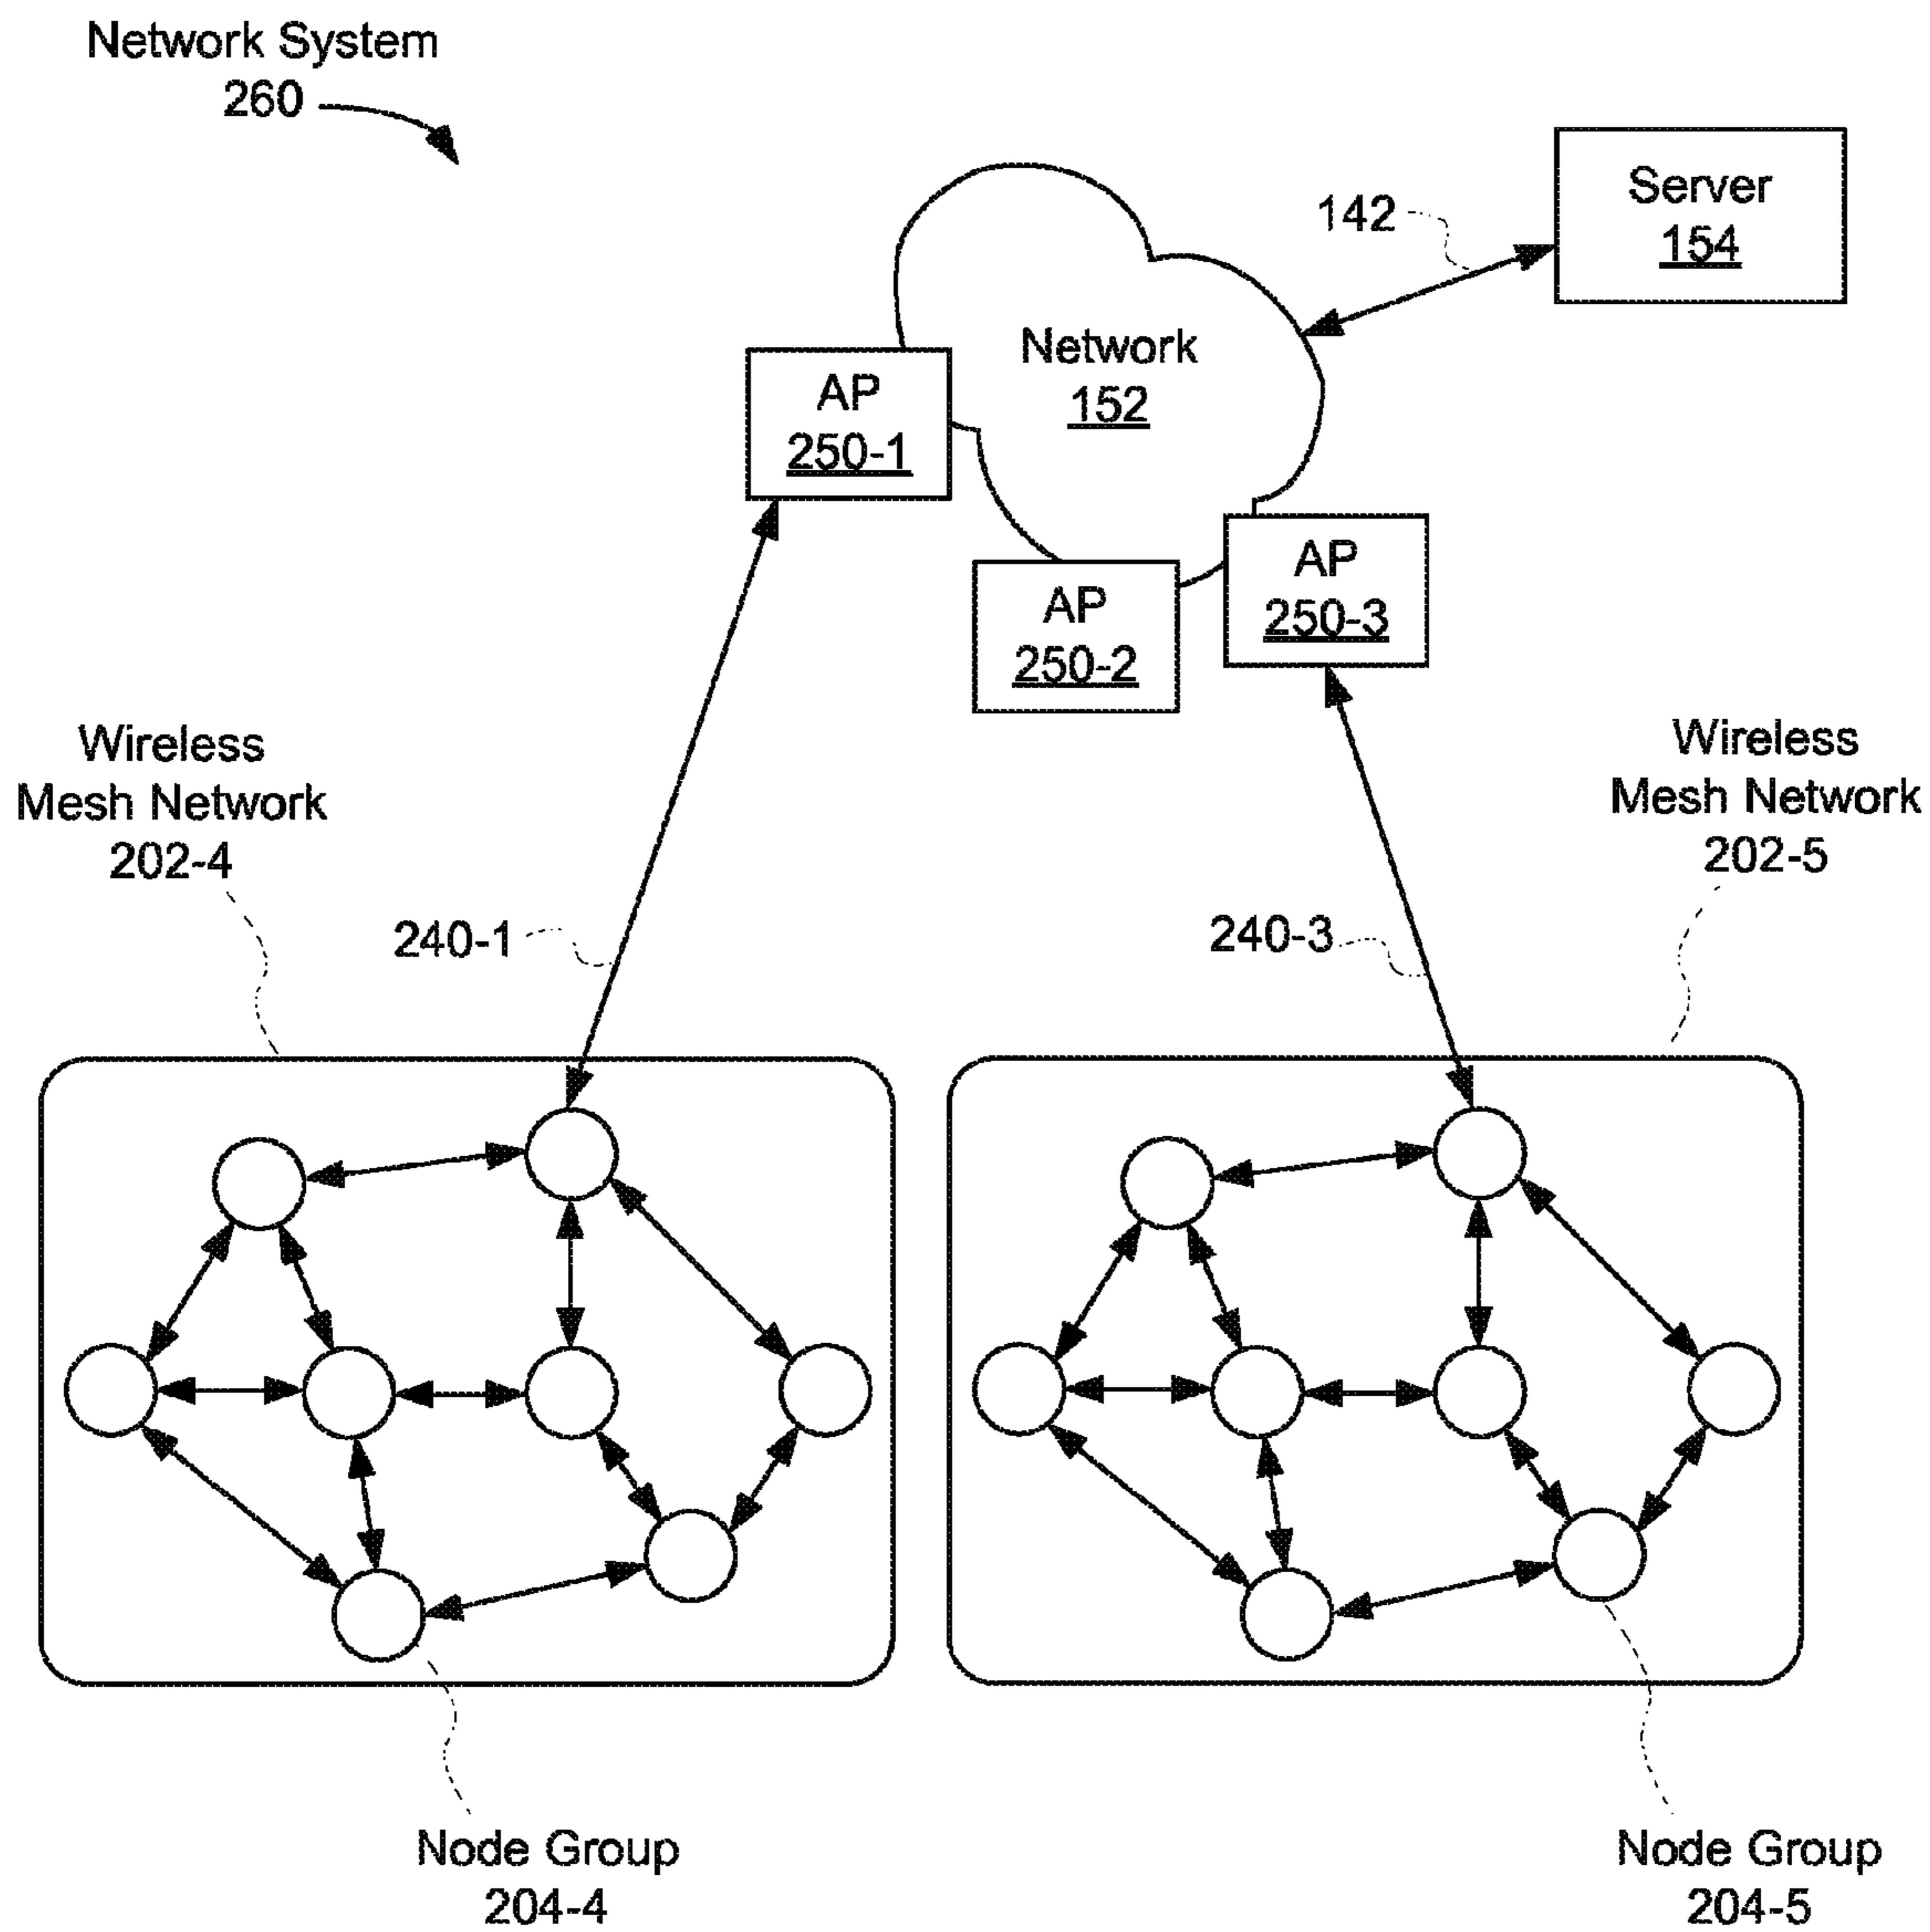 Network System
260
Server
154
142
Network
152
AP
250-1
AP
250-2
AP
250-3
Wireless
Mesh Network
202-4
Wireless
Mesh Network
202-5
240-1
240-3
Node Group
204-4
Node Group
204-5